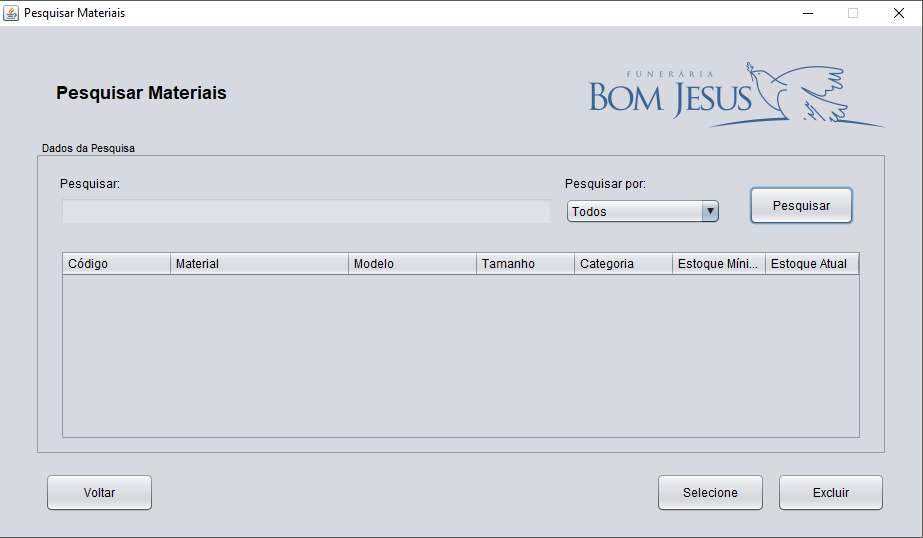 Pesquisar Materiais
FUNERÁRIA
BOM JESUS
Pesquisar Materiais
Dados da Pesquisa
Pesquisar:
Pesquisar por:
Todos
Pesquisar
Código Material Modelo Tamanho Categoria Estoque Míni... Estoque Atual
Voltar
Selecione
Excluir